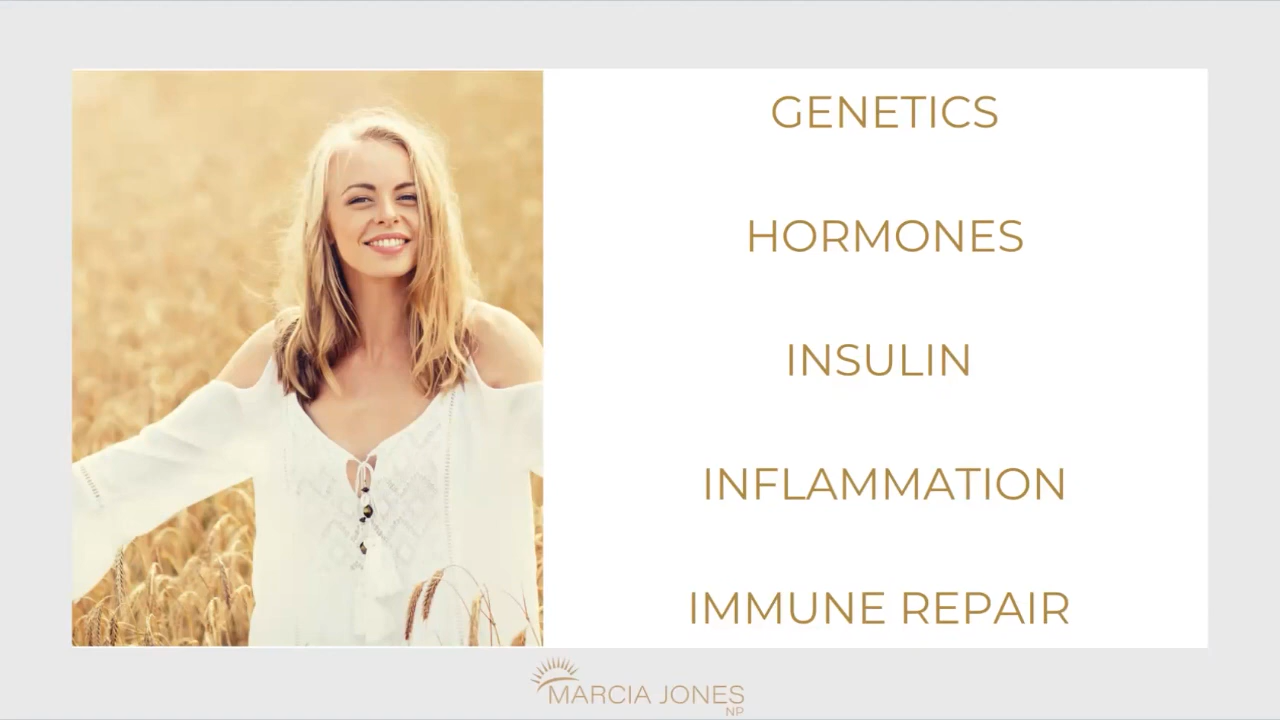 GENETICS
HORMONES
INSULIN
INFLAMMATION
IMMUNE REPAIR
MARCIA JONES
NP